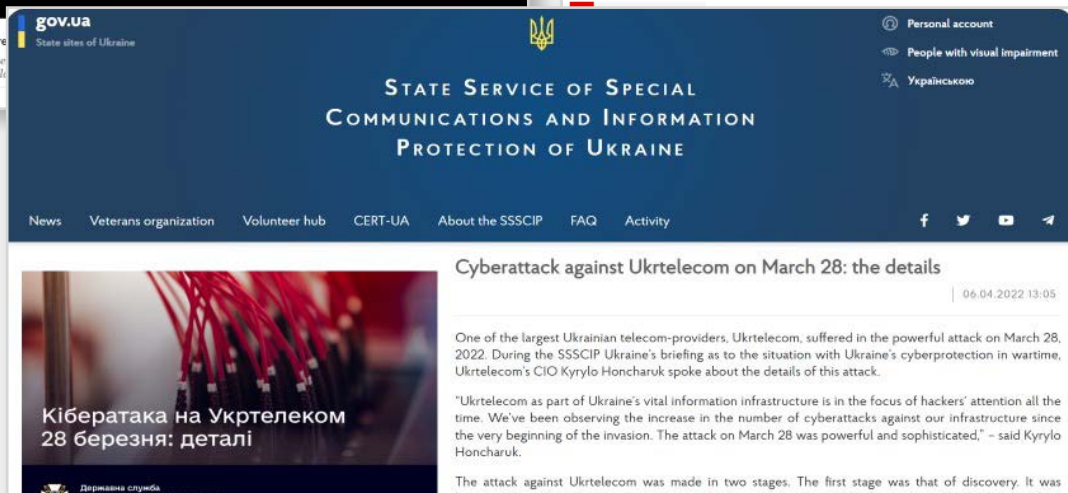 gov.ua
State sites of Ukraine
Personal account
People with visual impairment
Українською
STATE SERVICE OF SPECIAL
COMMUNICATIONS AND INFORMATION
PROTECTION OF UKRAINE
News Veterans organization Volunteer hub CERT-UA About the SSSCIP FAQ Activity
Кібератака на Укртелеком
28 березня: деталі
Державна служба
Cyberattack against Ukrtelecom on March 28: the details
06.04.2022 13:05
One of the largest Ukrainian telecom-providers, Ukrtelecom, suffered in the powerful attack on March 28,
2022. During the SSSCIP Ukraine's briefing as to the situation with Ukraine's cyberprotection in wartime,
Ukrtelecom's CIO Kyrylo Honcharuk spoke about the details of this attack.
"Ukrtelecom as part of Ukraine's vital information infrastructure is in the focus of hackers' attention all the
time. We've been observing the increase in the number of cyberattacks against our infrastructure since
the very beginning of the invasion. The attack on March 28 was powerful and sophisticated," – said Kyrylo
Honcharuk.
The attack against Ukrtelecom was made in two stages. The first stage was that of discovery. It was